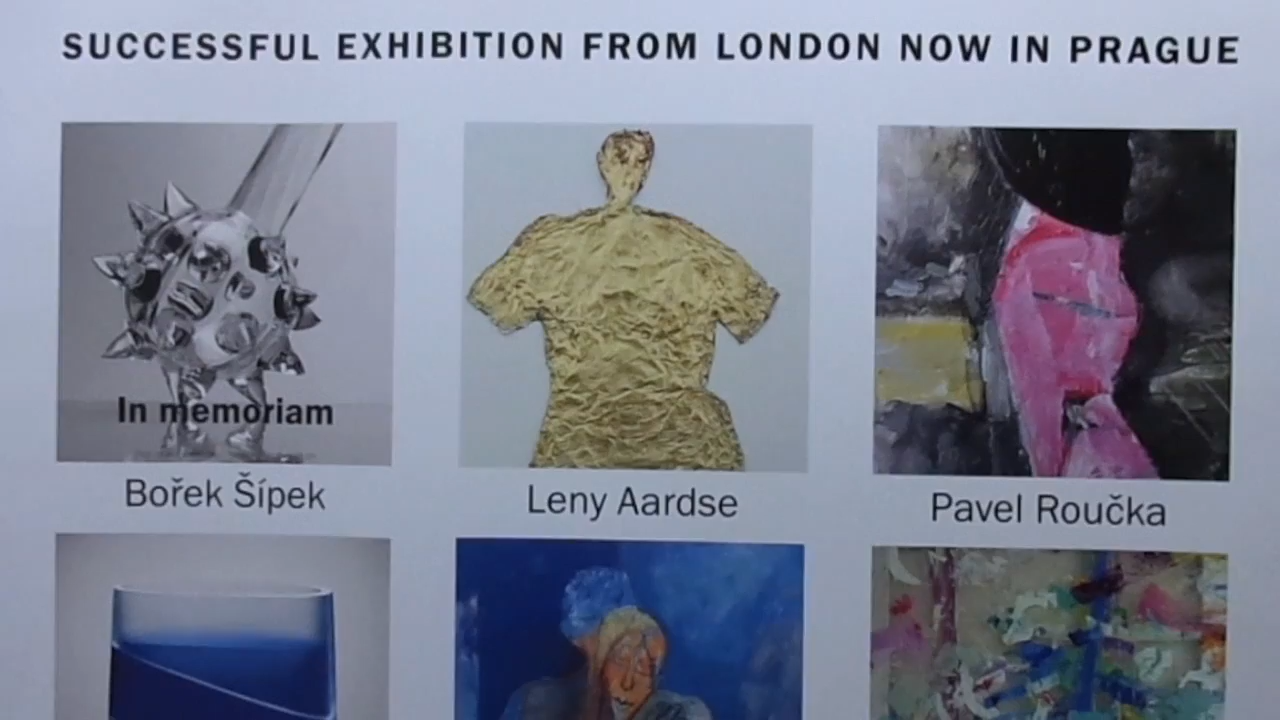 SUCCESSFUL EXHIBITION FROM LONDON NOW IN PRAGUE
In memoriam
Bořek Šípek
Leny Aardse
Pavel Roučka